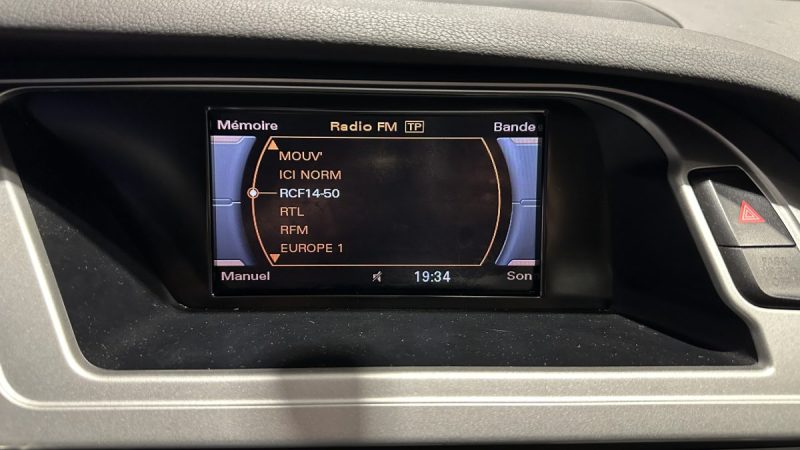 Mémoire Radio FM TP Bande
MOUV'
ICI NORM
RCF14-50
RTL
RFM
EUROPE 1
Manuel 19:34 Son